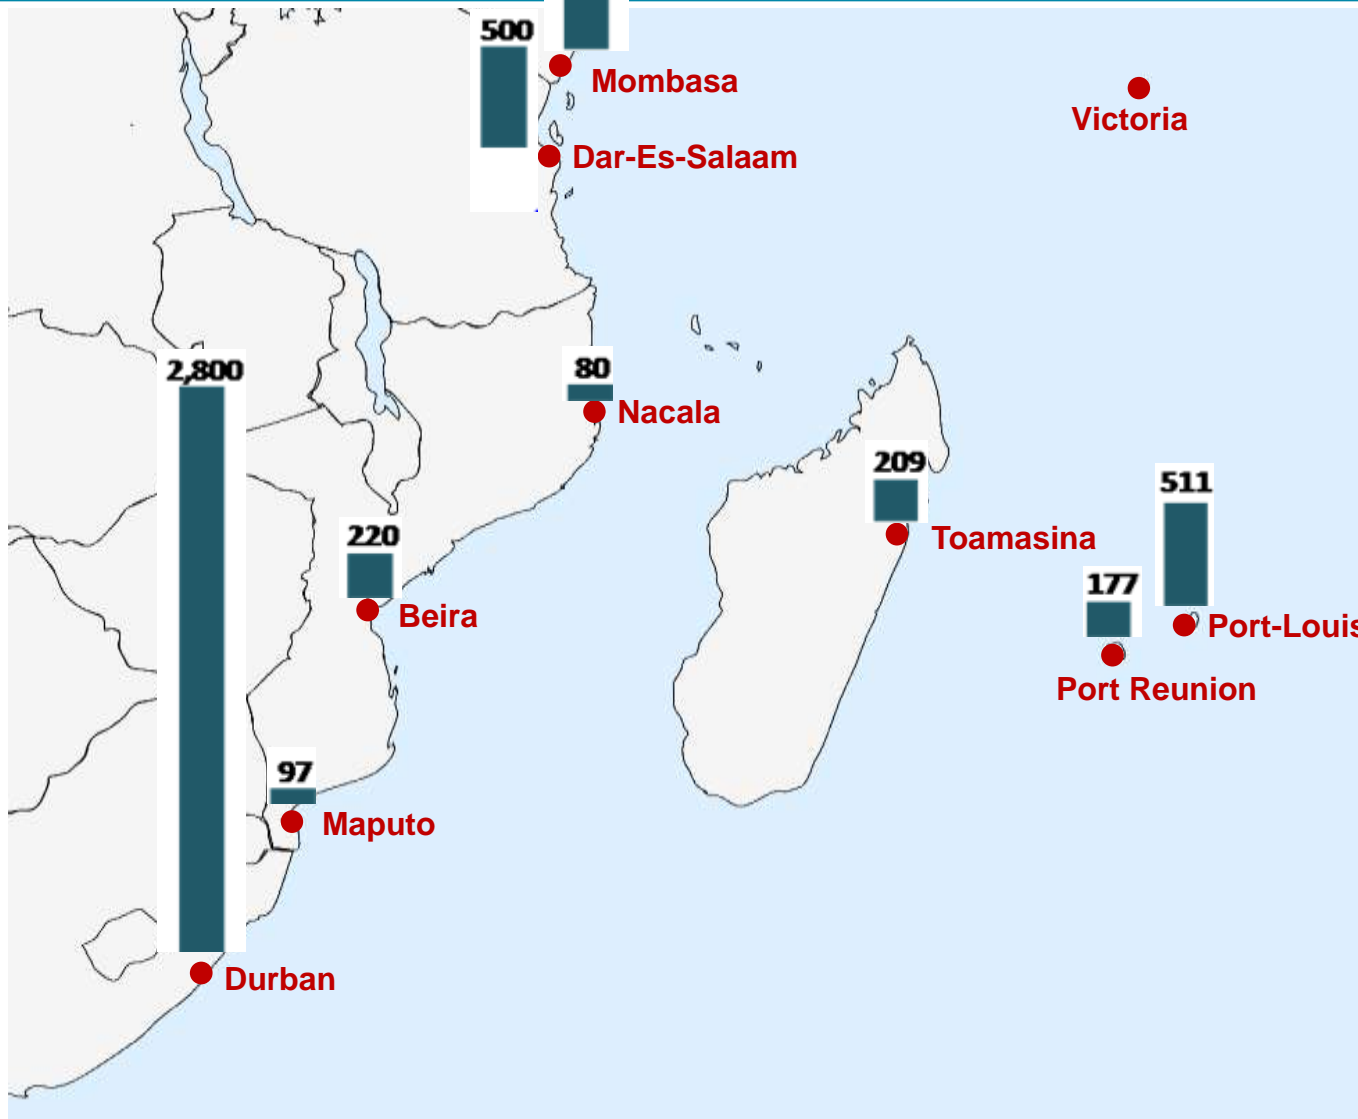 500
Mombasa
Victoria
Dar-Es-Salaam
2,800
80
Nacala
209
511
220
Toamasina
177
Beira
Port-Louis
Port Reunion
97
Maputo
Durban